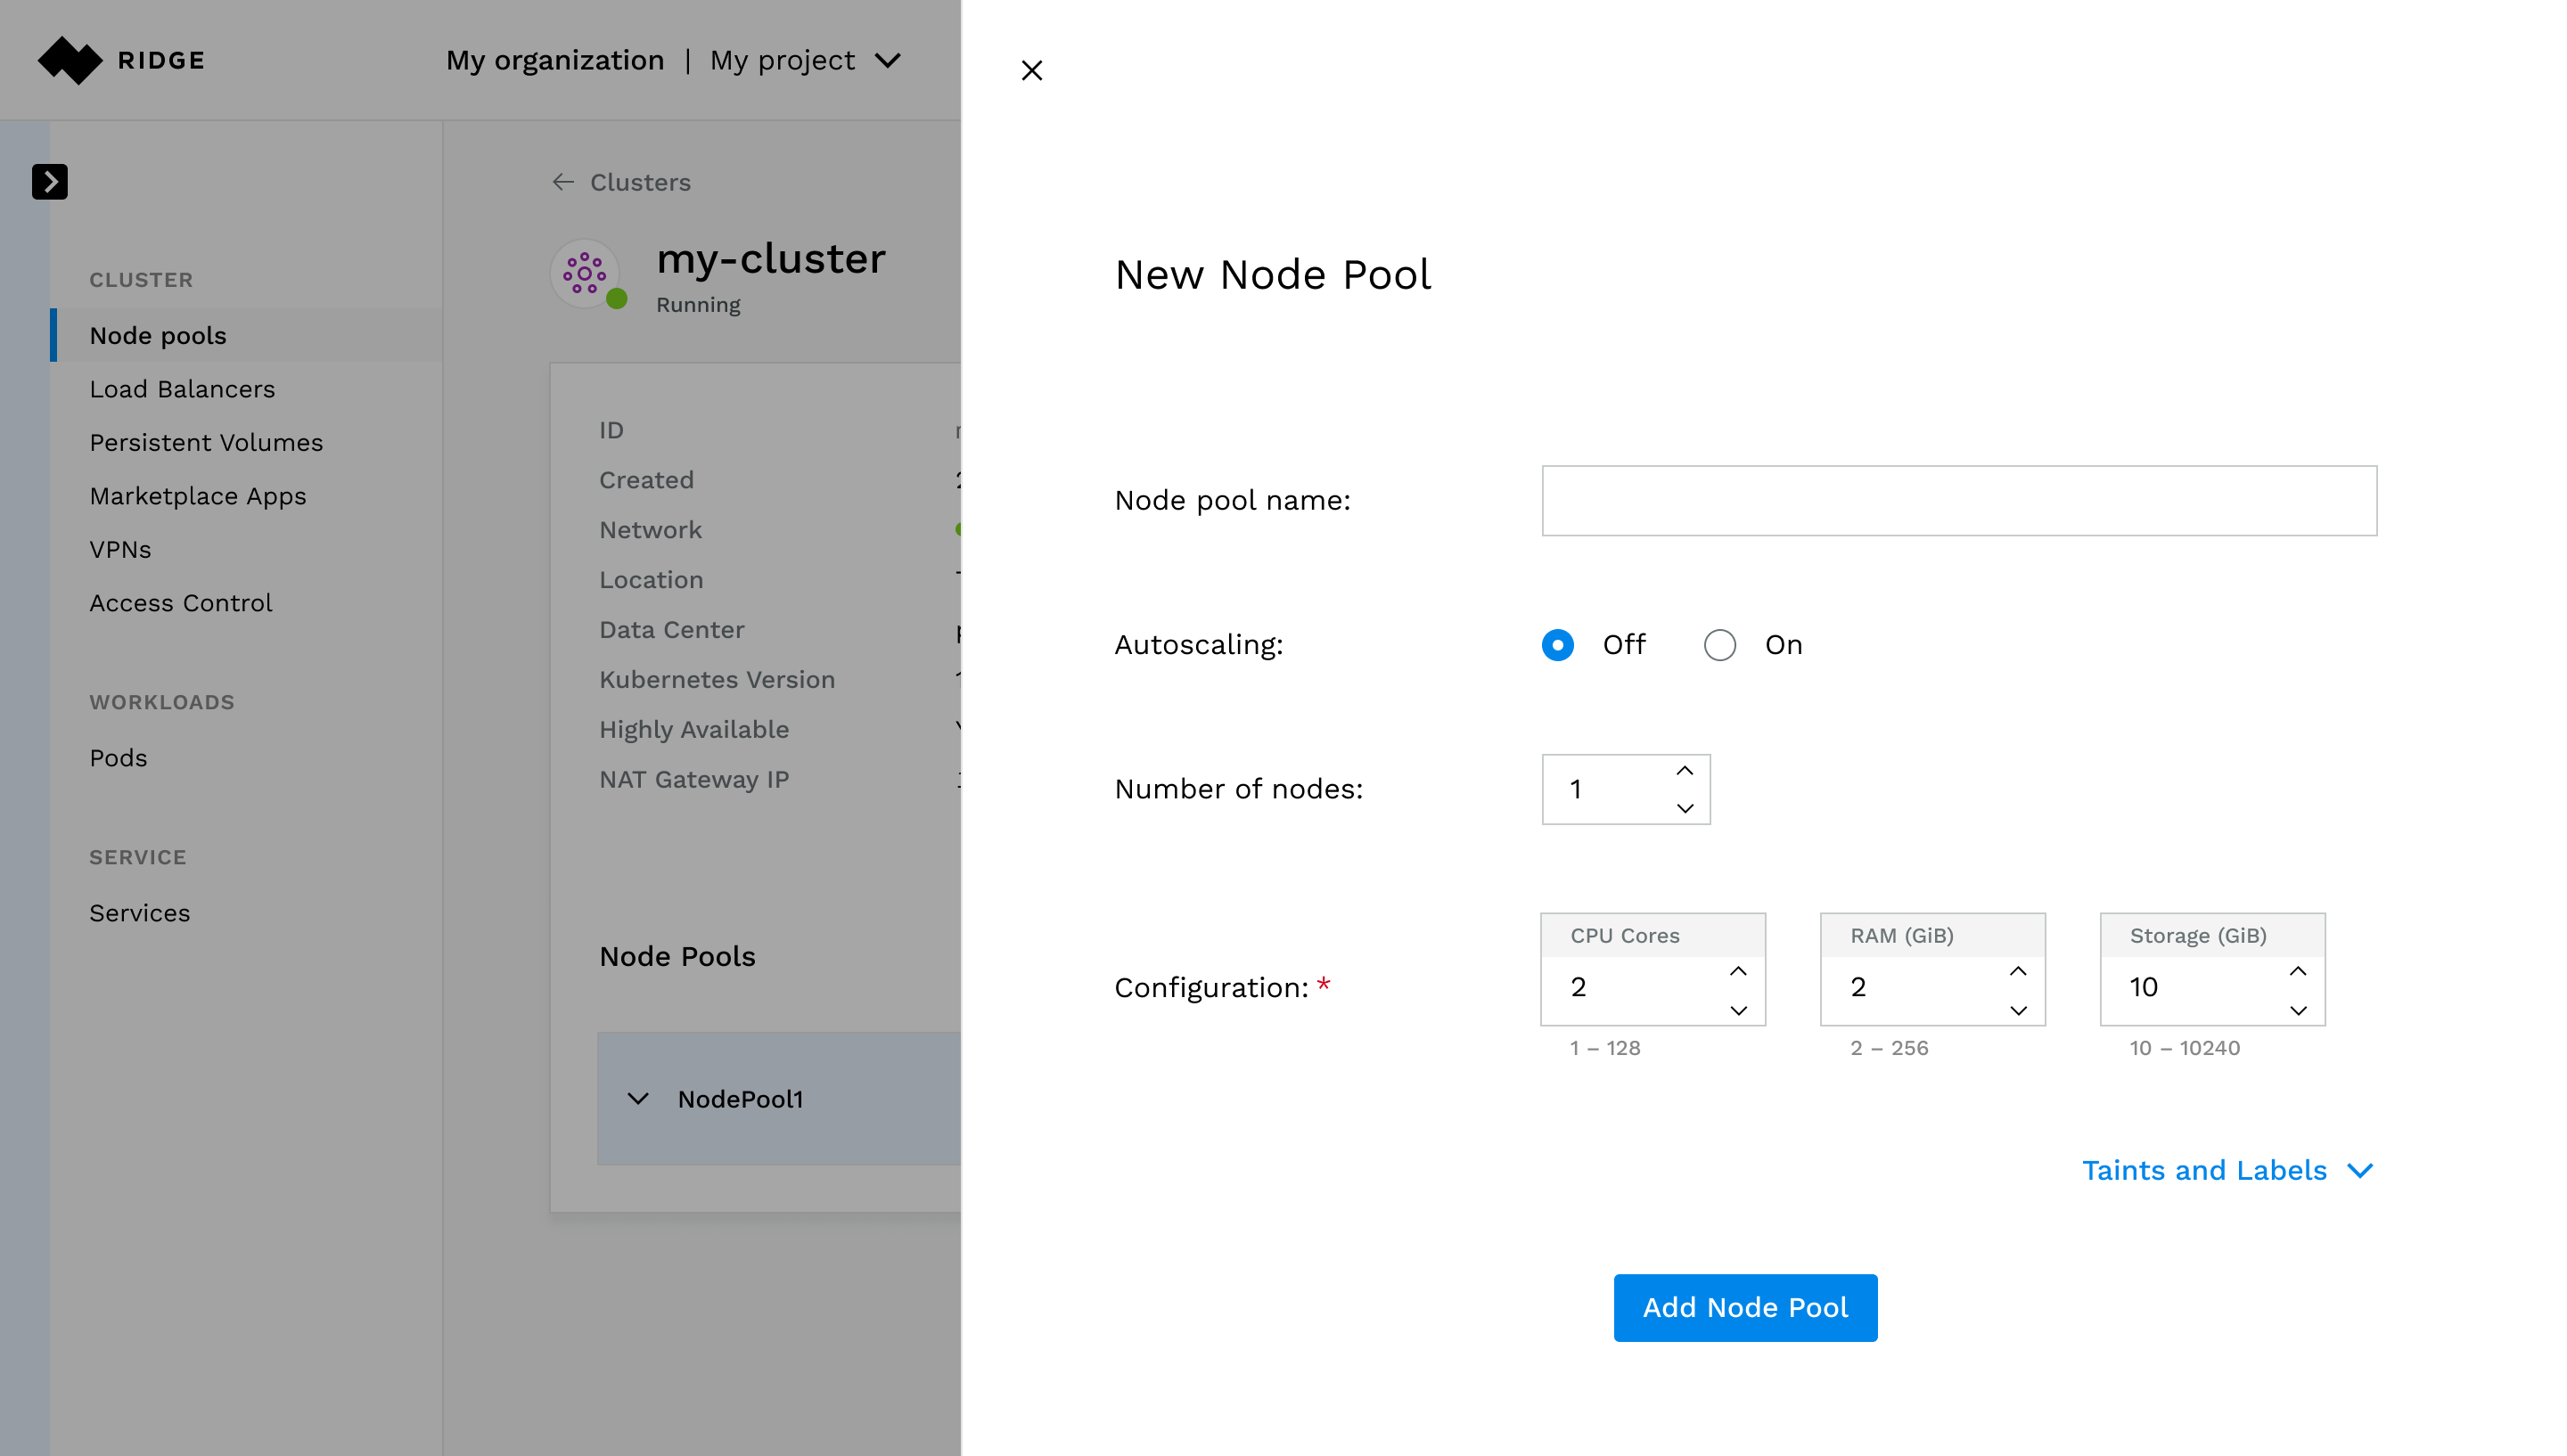 RIDGE
My organization | My project
CLUSTER
Node pools
Load Balancers
Persistent Volumes
Marketplace Apps
VPNs
Access Control
WORKLOADS
Pods
SERVICE
Services
Clusters
my-cluster
Running
ID
Created
Network
Location
Data Center
Kubernetes Version
Highly Available
NAT Gateway IP
Node Pools
NodePool1
New Node Pool
Node pool name:
Autoscaling: Off On
Number of nodes: 1
CPU Cores RAM (GiB) Storage (GiB)
Configuration: * 2 2 10
1 – 128 2 – 256 10 – 10240
Taints and Labels
Add Node Pool